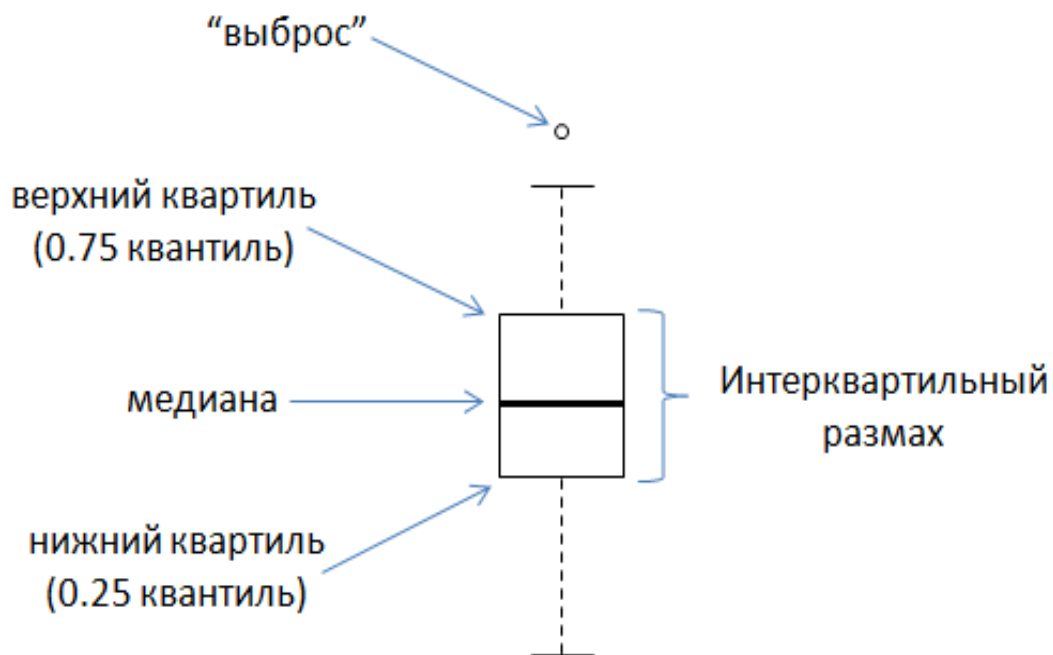 “выброс”
верхний квартиль
(0.75 квантиль)
медиана
Интерквартильный
размах
нижний квартиль
(0.25 квантиль)